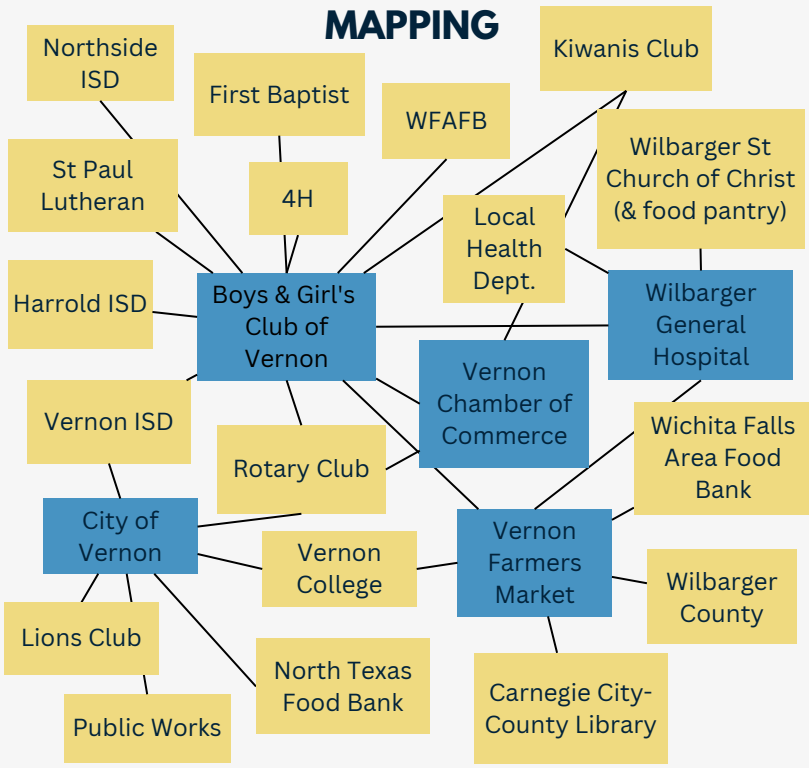 MAPPING
Northside
ISD
First Baptist
WFAFB
Kiwanis Club
St Paul
Lutheran
4H
Local
Health
Dept.
Wilbarger St
Church of Christ
(& food pantry)
Harrold ISD
Boys & Girl's
Club of
Vernon
Wilbarger
General
Hospital
Vernon ISD
Rotary Club
Vernon
Chamber of
Commerce
Wichita Falls
Area Food
Bank
City of
Vernon
Vernon
College
Vernon
Farmers
Market
Wilbarger
County
Lions Club
Public Works
North Texas
Food Bank
Carnegie City-
County Library